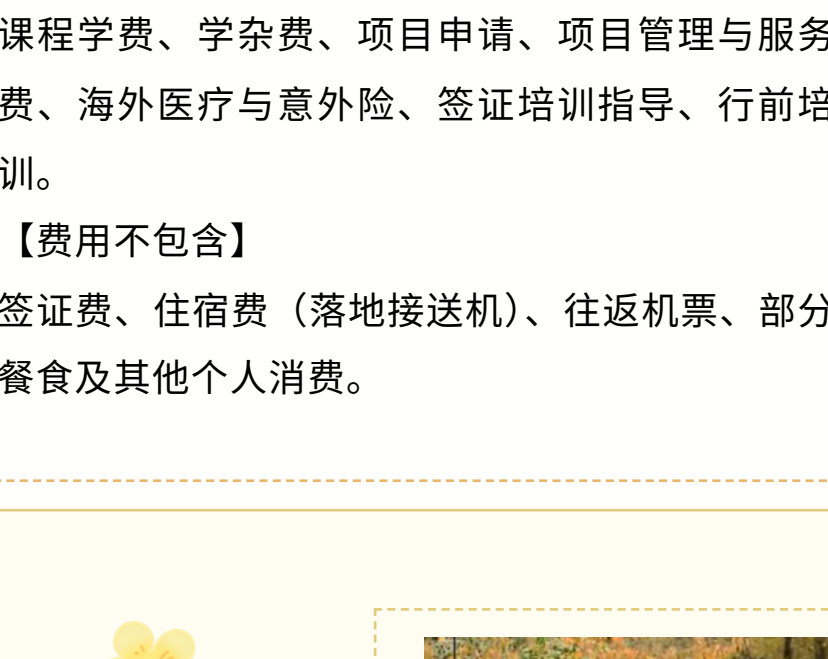 课程学费、学杂费、项目申请、项目管理与服务
费、海外医疗与意外险、签证培训指导、行前培
训。
【费用不包含】
签证费、住宿费（落地接送机）、往返机票、部分
餐食及其他个人消费。